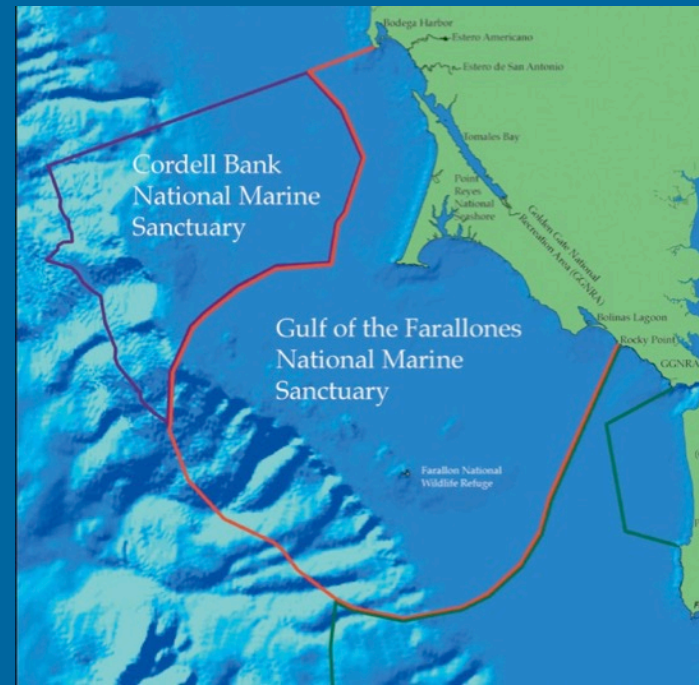 Bodega Harbor
Estero Americano
Estero de San Antonio
Tomales Bay
Cordell Bank
National Marine
Sanctuary
Point
Reyes
National
Seashore
Golden Gate National
Recreation Area (GGNRA)
Bolinas Lagoon
Rocky Point
GGNRA
Gulf of the Farallones
National Marine
Sanctuary
Farallon National
Wildlife Refuge